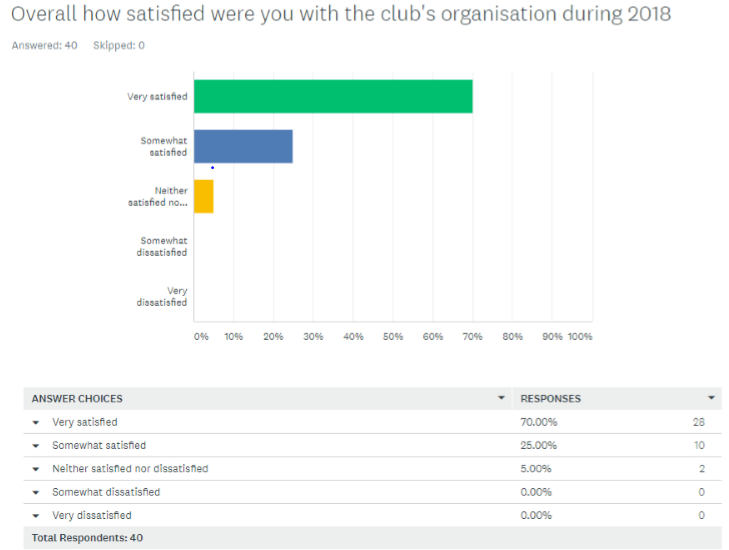 Overall how satisfied were you with the club's organisation during 2018
Answered: 40 Skipped: 0
Very satisfied
Somewhat
satisfied
Neither
satisfied no...
Somewhat
dissatisfied
Very
dissatisfied
0% 10% 20% 30% 40% 50% 60% 70% 80% 90% 100%
ANSWER CHOICES RESPONSES
Very satisfied 70.00% 28
Somewhat satisfied 25.00% 10
Neither satisfied nor dissatisfied 5.00% 2
Somewhat dissatisfied 0.00% 0
Very dissatisfied 0.00% 0
Total Respondents: 40